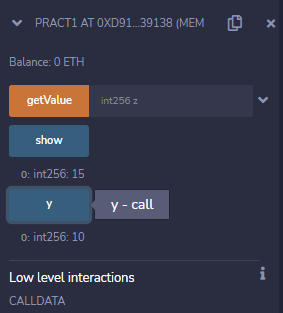 PRACT1 AT 0XD91...39138 (MEM
Balance: 0 ETH
getValue int256 z
show
0: int256: 15
y y - call
0: int256: 10
Low level interactions i
CALLDATA